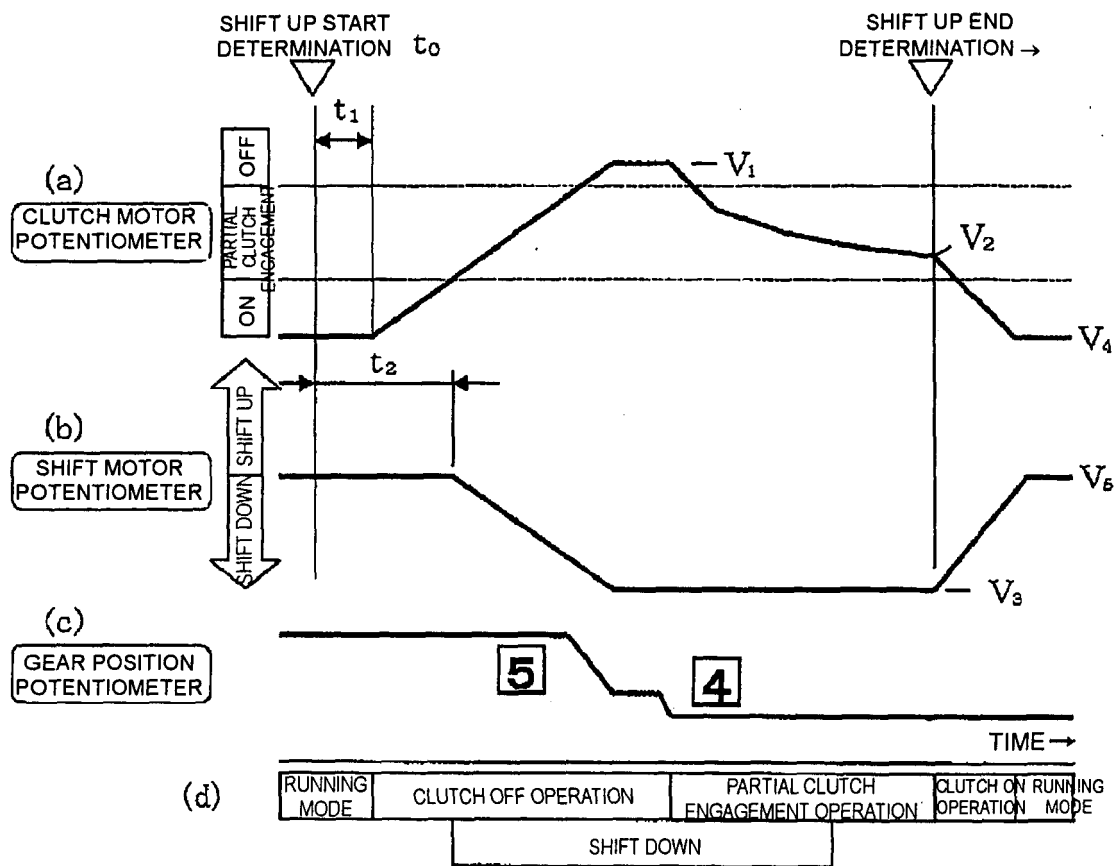 SHIFT UP START
DETERMINATION t₀
SHIFT UP END
DETERMINATION →
t₁
(a)
CLUTCH MOTOR
POTENTIOMETER
OFF
PARTIAL
CLUTCH
ENGAGEMENT
ON
V₁
V₂
V₄
t₂
(b)
SHIFT MOTOR
POTENTIOMETER
SHIFT UP
SHIFT DOWN
V₅
V₃
(c)
GEAR POSITION
POTENTIOMETER
5
4
TIME →
(d)
RUNNING
MODE
CLUTCH OFF OPERATION
PARTIAL CLUTCH
ENGAGEMENT OPERATION
CLUTCH ON
OPERATION
RUNNING
MODE
SHIFT DOWN